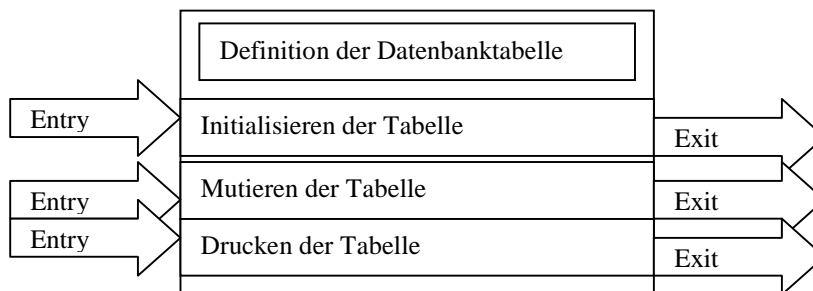 Definition der Datenbanktabelle
Entry
Initialisieren der Tabelle
Exit
Entry
Mutieren der Tabelle
Exit
Entry
Drucken der Tabelle
Exit